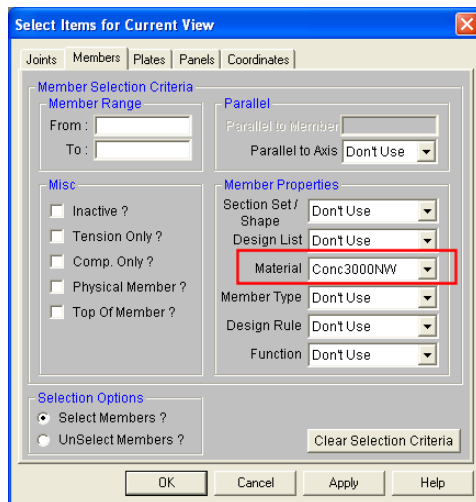 Select Items for Current View
Joints Members Plates Panels Coordinates
Member Selection Criteria
Member Range
From :
To :
Parallel
Parallel to Member
Parallel to Axis Don't Use
Misc
Inactive ?
Tension Only ?
Comp. Only ?
Physical Member ?
Top Of Member ?
Member Properties
Section Set /
Shape
Don't Use
Design List Don't Use
Material Conc3000NW
Member Type Don't Use
Design Rule Don't Use
Function Don't Use
Selection Options
Select Members ?
UnSelect Members ?
Clear Selection Criteria
OK Cancel Apply Help